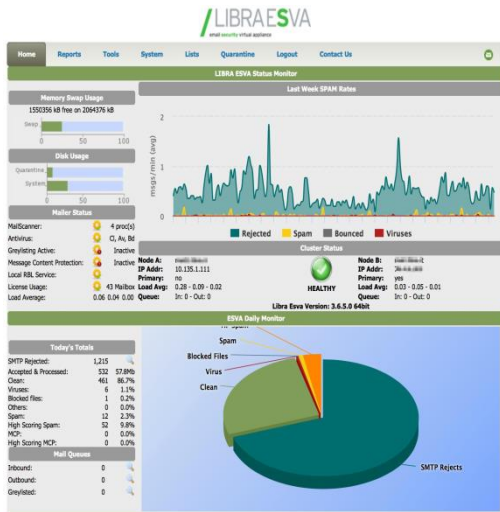 LIBRAESVA
email security virtual appliance
Home Reports Tools System Lists Quarantine Logout Contact Us
LIBRA ESVA Status Monitor
Memory Swap Usage
1550356 kB free on 2064376 kB
Swap
0 50 100
Disk Usage
Quarantine
System
0 50 100
Mailer Status
MailScanner: 4 proc(s)
Antivirus: Cl, Av, Bd
Greylisting Active: Inactive
Message Content Protection: Inactive
Local RBL Service:
License Usage: 43 Mailbox
Load Average: 0.06 0.04 0.00
Last Week SPAM Rates
msgs/min (avg)
2
1
0
Rejected Spam Bounced Viruses
Cluster Status
Node A:
IP Addr: 10.135.1.111
Primary: no
Load Avg: 0.28 - 0.09 - 0.02
Queue: In: 0 - Out: 0
HEALTHY
Node B:
IP Addr:
Primary: yes
Load Avg: 0.03 - 0.05 - 0.01
Queue: In: 0 - Out: 0
Libra Esva Version: 3.6.5.0 64bit
ESVA Daily Monitor
Today's Totals
SMTP Rejected: 1,215
Accepted & Processed: 532 57.8Mb
Clean: 461 86.7%
Viruses: 6 1.1%
Blocked files: 1 0.2%
Others: 0 0.0%
Spam: 12 2.3%
High Scoring Spam: 52 9.8%
MCP: 0 0.0%
High Scoring MCP: 0 0.0%
Mail Queues
Inbound: 0
Outbound: 0
Greylisted: 0
Spam
Spam
Blocked Files
Virus
Clean
SMTP Rejects